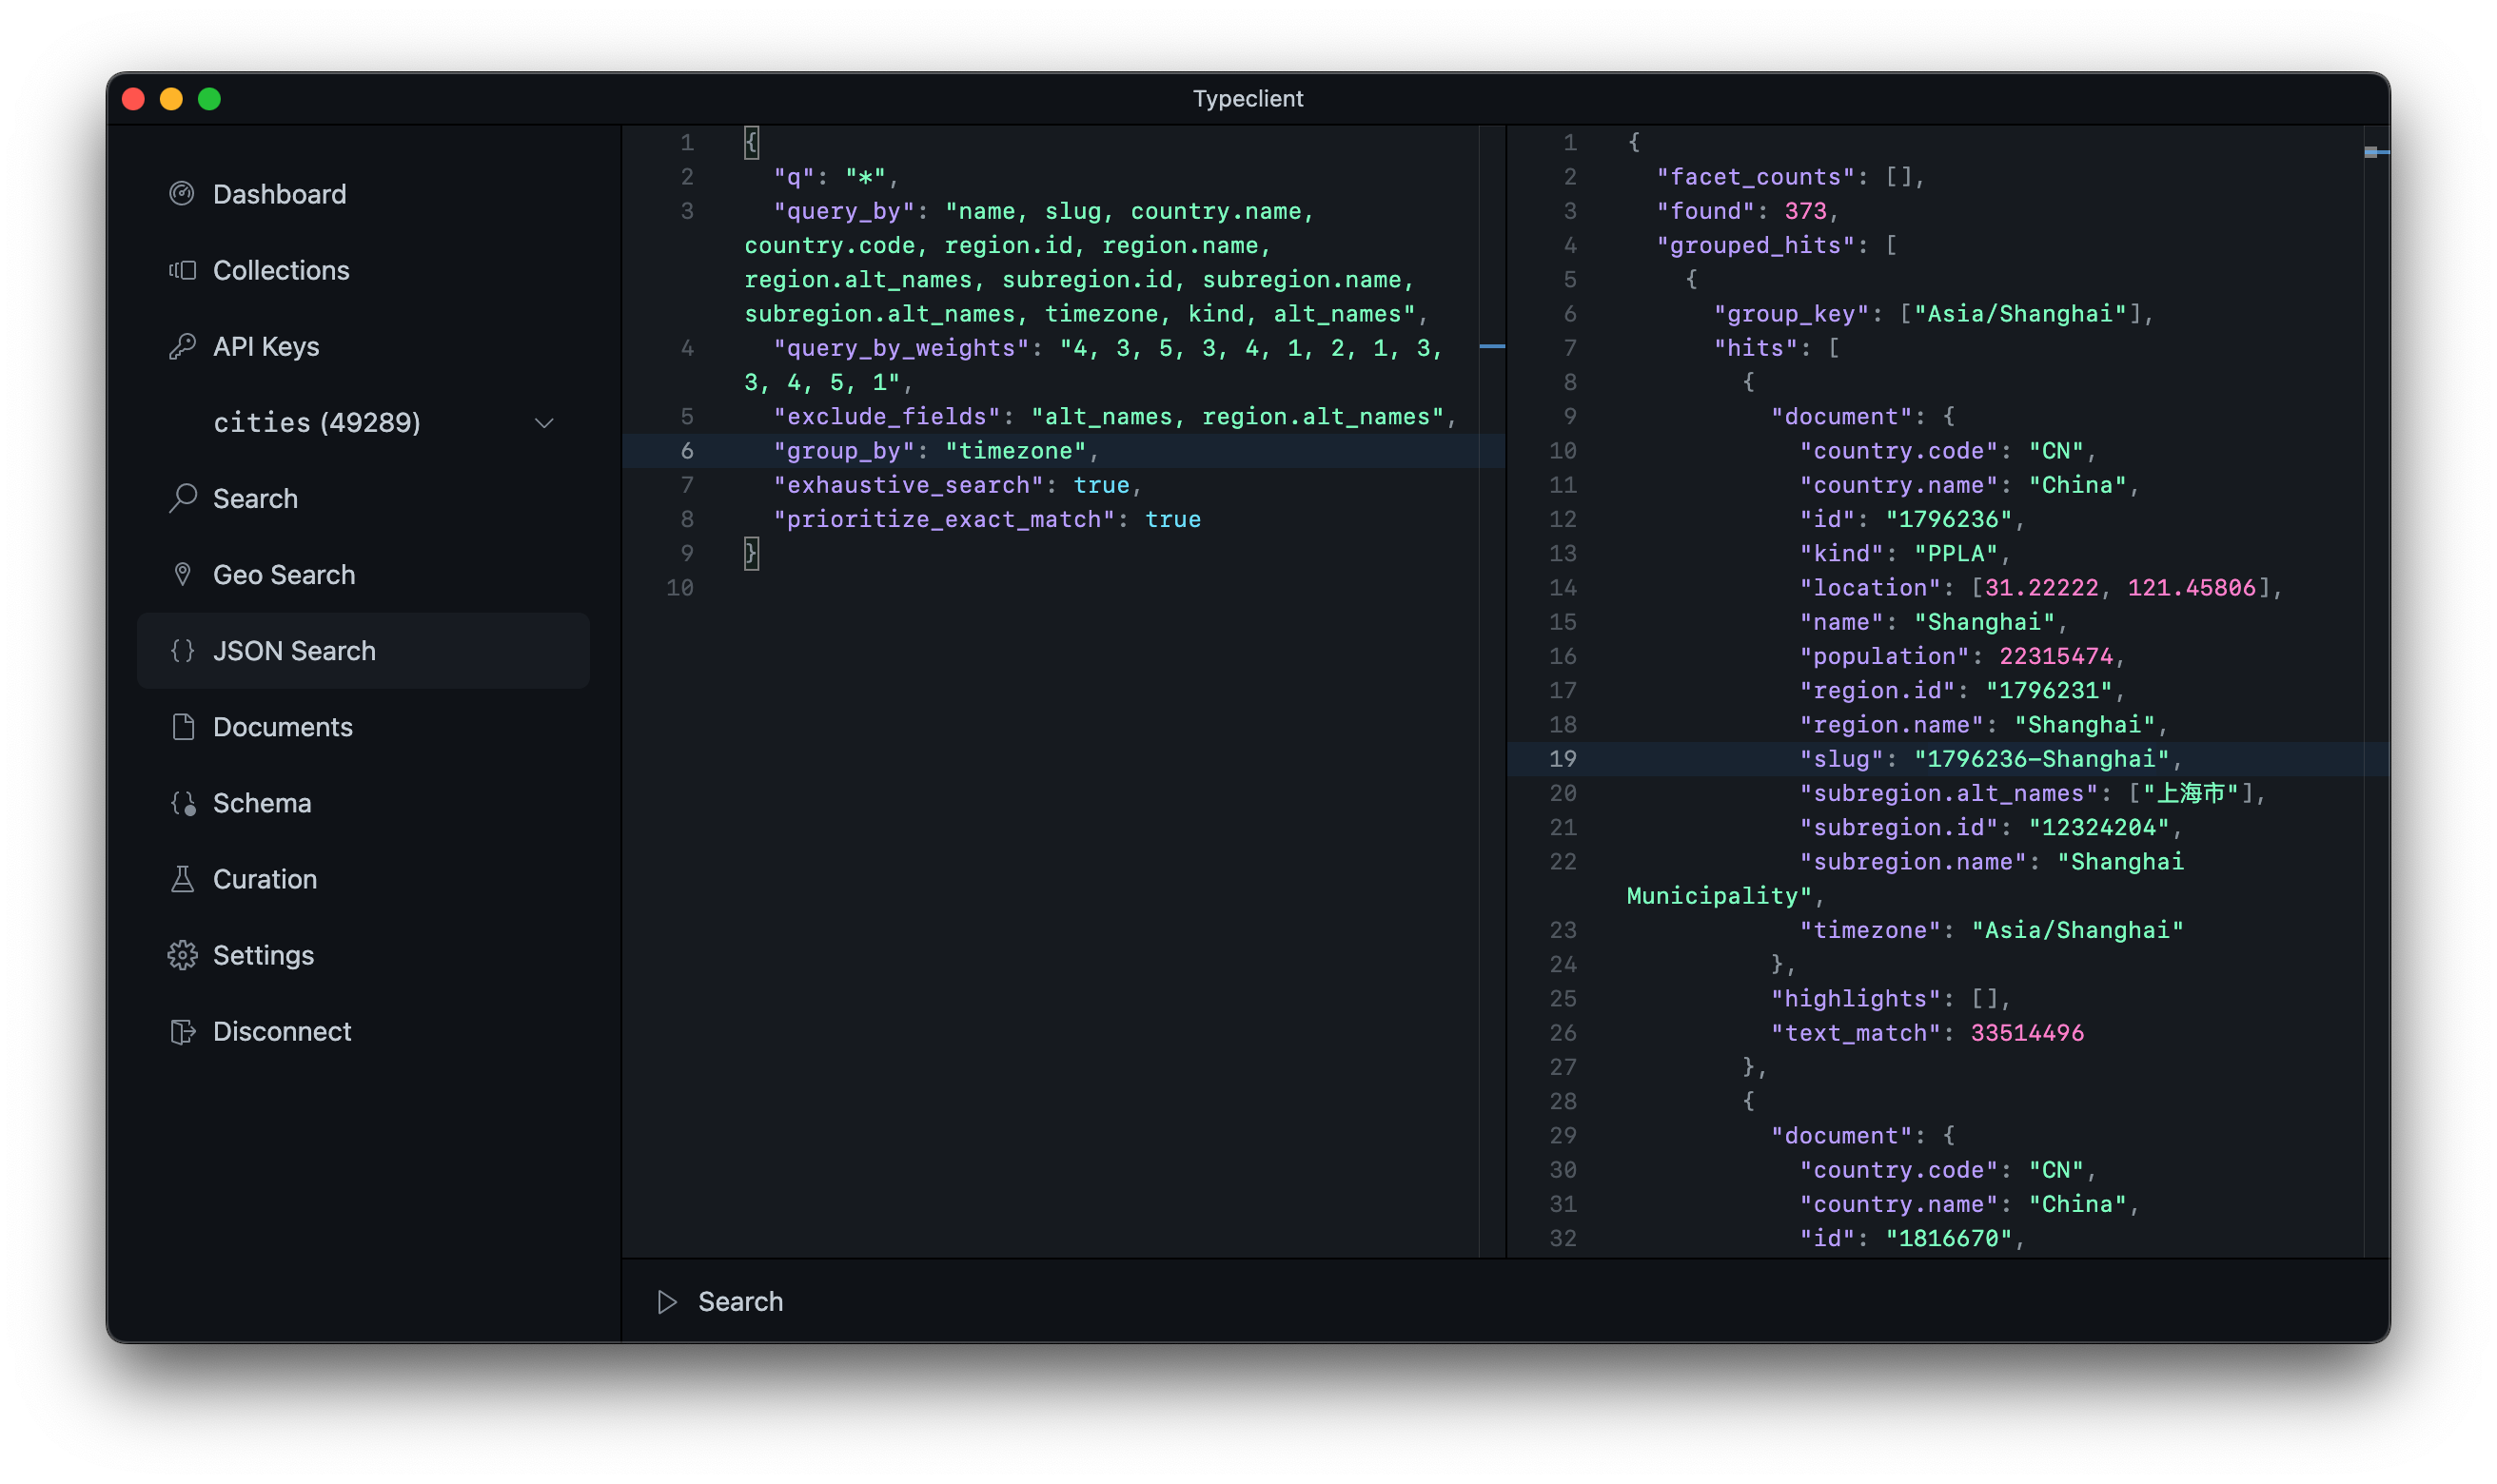 Typeclient
Dashboard
Collections
API Keys
cities (49289)
Search
Geo Search
JSON Search
Documents
Schema
Curation
Settings
Disconnect
1 {
2 "q": "*",
3 "query_by": "name, slug, country.name,
country.code, region.id, region.name,
region.alt_names, subregion.id, subregion.name,
subregion.alt_names, timezone, kind, alt_names",
4 "query_by_weights": "4, 3, 5, 3, 4, 1, 2, 1, 3,
3, 4, 5, 1",
5 "exclude_fields": "alt_names, region.alt_names",
6 "group_by": "timezone",
7 "exhaustive_search": true,
8 "prioritize_exact_match": true
9 }
10
1 {
2 "facet_counts": [],
3 "found": 373,
4 "grouped_hits": [
5 {
6 "group_key": ["Asia/Shanghai"],
7 "hits": [
8 {
9 "document": {
10 "country.code": "CN",
11 "country.name": "China",
12 "id": "1796236",
13 "kind": "PPLA",
14 "location": [31.22222, 121.45806],
15 "name": "Shanghai",
16 "population": 22315474,
17 "region.id": "1796231",
18 "region.name": "Shanghai",
19 "slug": "1796236-Shanghai",
20 "subregion.alt_names": ["上海市"],
21 "subregion.id": "12324204",
22 "subregion.name": "Shanghai
Municipality",
23 "timezone": "Asia/Shanghai"
24 },
25 "highlights": [],
26 "text_match": 33514496
27 },
28 {
29 "document": {
30 "country.code": "CN",
31 "country.name": "China",
32 "id": "1816670",
Search